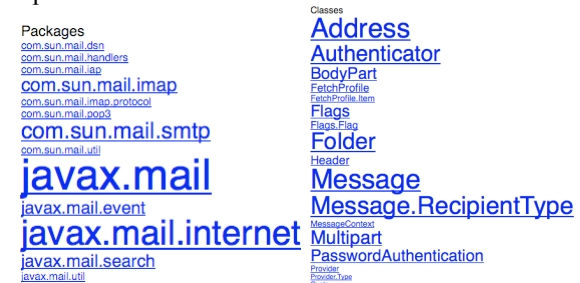 Packages
com.sun.mail.dsn
com.sun.mail.handlers
com.sun.mail.iap
com.sun.mail.imap
com.sun.mail.imap.protocol
com.sun.mail.pop3
com.sun.mail.smtp
com.sun.mail.util
javax.mail
javax.mail.event
javax.mail.internet
javax.mail.search
javax.mail.util
Classes
Address
Authenticator
BodyPart
FetchProfile
FetchProfile.Item
Flags
Flags.Flag
Folder
Header
Message
Message.RecipientType
MessageContext
Multipart
PasswordAuthentication
Provider
Provider.Type